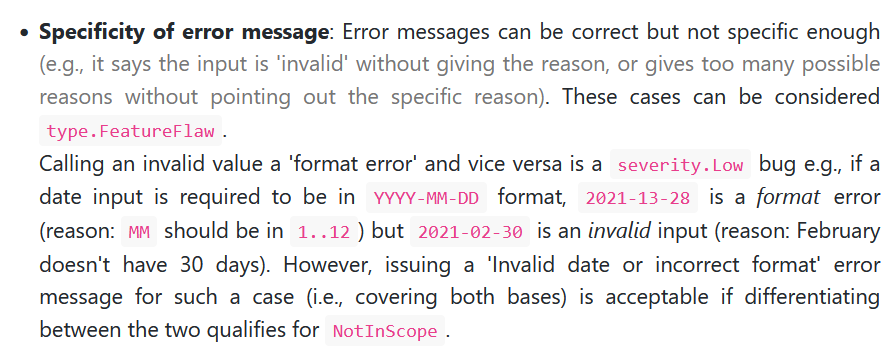 • Specificity of error message: Error messages can be correct but not specific enough
(e.g., it says the input is 'invalid' without giving the reason, or gives too many possible
reasons without pointing out the specific reason). These cases can be considered
type.FeatureFlaw .
Calling an invalid value a 'format error' and vice versa is a severity.Low bug e.g., if a
date input is required to be in YYYY-MM-DD format, 2021-13-28 is a format error
(reason: MM should be in 1..12 ) but 2021-02-30 is an invalid input (reason: February
doesn't have 30 days). However, issuing a 'Invalid date or incorrect format' error
message for such a case (i.e., covering both bases) is acceptable if differentiating
between the two qualifies for NotInScope .